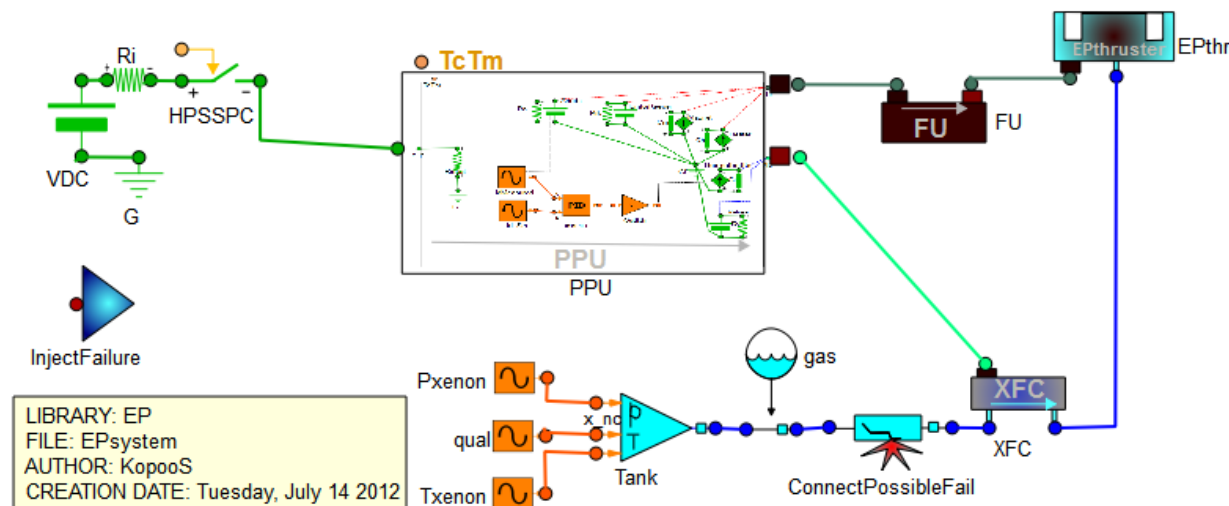 TcTm
EPthruster
EPthr
Ri
+
-
+
-
HPSSPC
FU
FU
VDC
G
PID
PPU
PPU
InjectFailure
gas
Pxenon
XFC
P
qual
T
XFC
Tank
ConnectPossibleFail
Txenon
LIBRARY: EP
FILE: EPsystem
AUTHOR: KopooS
CREATION DATE: Tuesday, July 14 2012